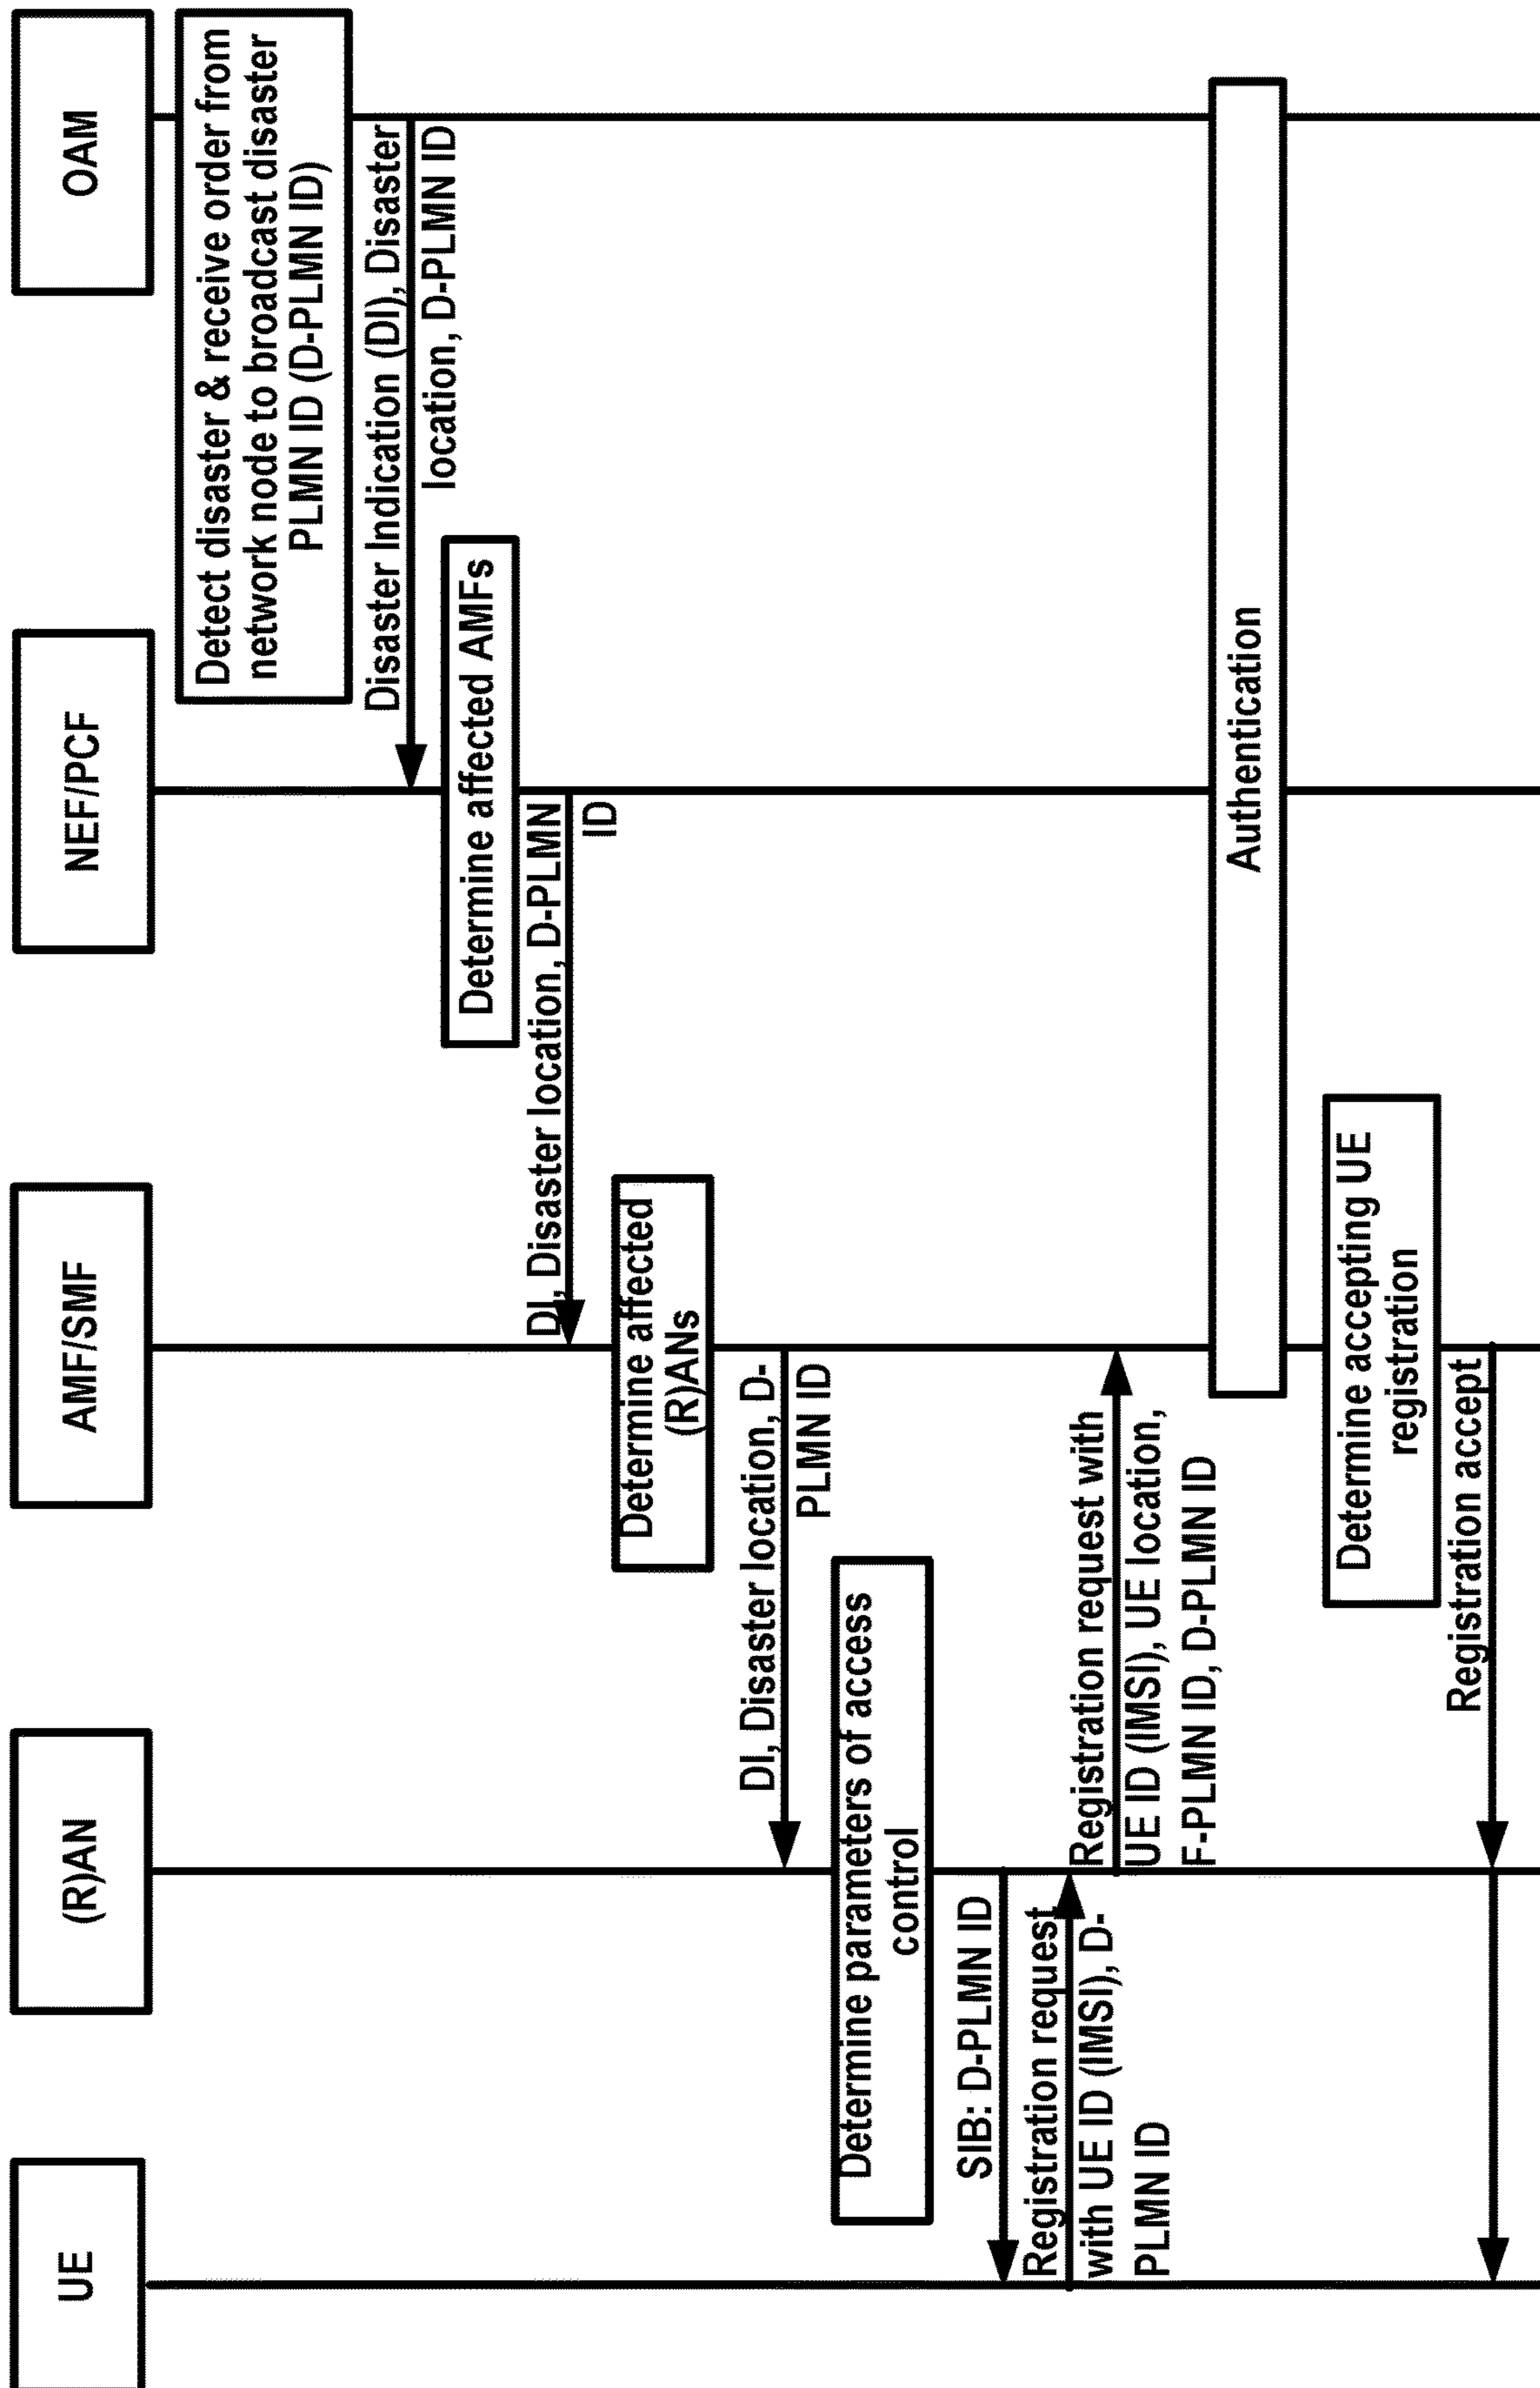 UE
(R)AN
AMF/SMF
NEF/PCF
OAM
Detect disaster & receive order from
network node to broadcast disaster
PLMN ID (D-PLMN ID)
Disaster Indication (DI), Disaster
location, D-PLMN ID
Determine affected AMFs
DI, Disaster location, D-PLMN
ID
Determine affected
(R)ANs
DI, Disaster location, D-
PLMN ID
Determine parameters of access
control
SIB: D-PLMN ID
Registration request
with UE ID (IMSI), D-
PLMN ID
Registration request with
UE ID (IMSI), UE location,
F-PLMN ID, D-PLMN ID
Authentication
Determine accepting UE
registration
Registration accept